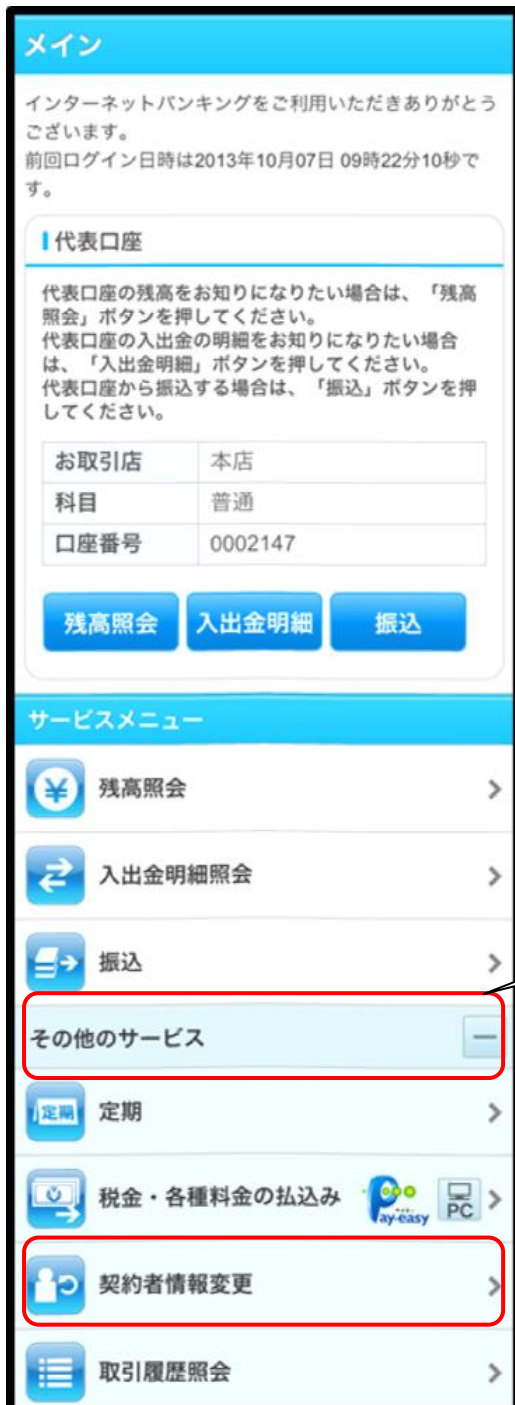 メイン
インターネットバンキングをご利用いただきありがとう
ございます。
前回ログイン日時は2013年10月07日 09時22分10秒で
す。
代表口座
代表口座の残高をお知りになりたい場合は、「残高
照会」ボタンを押してください。
代表口座の入出金の明細をお知りになりたい場合
は、「入出金明細」ボタンを押してください。
代表口座から振込する場合は、「振込」ボタンを押
してください。
お取引店 本店
科目 普通
口座番号 0002147
残高照会 入出金明細 振込
サービスメニュー
残高照会
入出金明細照会
振込
その他のサービス
定期 定期
税金・各種料金の払込み Pay-easy PC
契約者情報変更
取引履歴照会